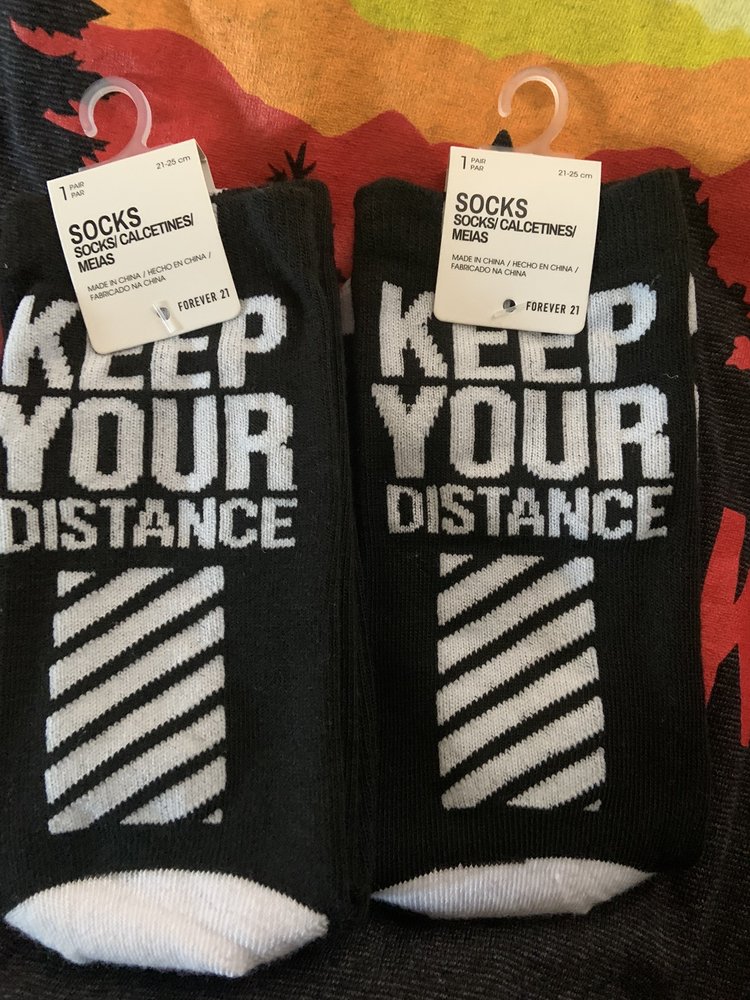 1 PAIR
PAR
21-25 cm
SOCKS
SOCKS/ CALCETINES/
MEIAS
MADE IN CHINA / HECHO EN CHINA /
FABRICADO NA CHINA
FOREVER 21
KEEP
YOUR
DISTANCE
1 PAIR
PAR
21-25 cm
SOCKS
SOCKS/ CALCETINES/
MEIAS
MADE IN CHINA / HECHO EN CHINA /
FABRICADO NA CHINA
FOREVER 21
KEEP
YOUR
DISTANCE